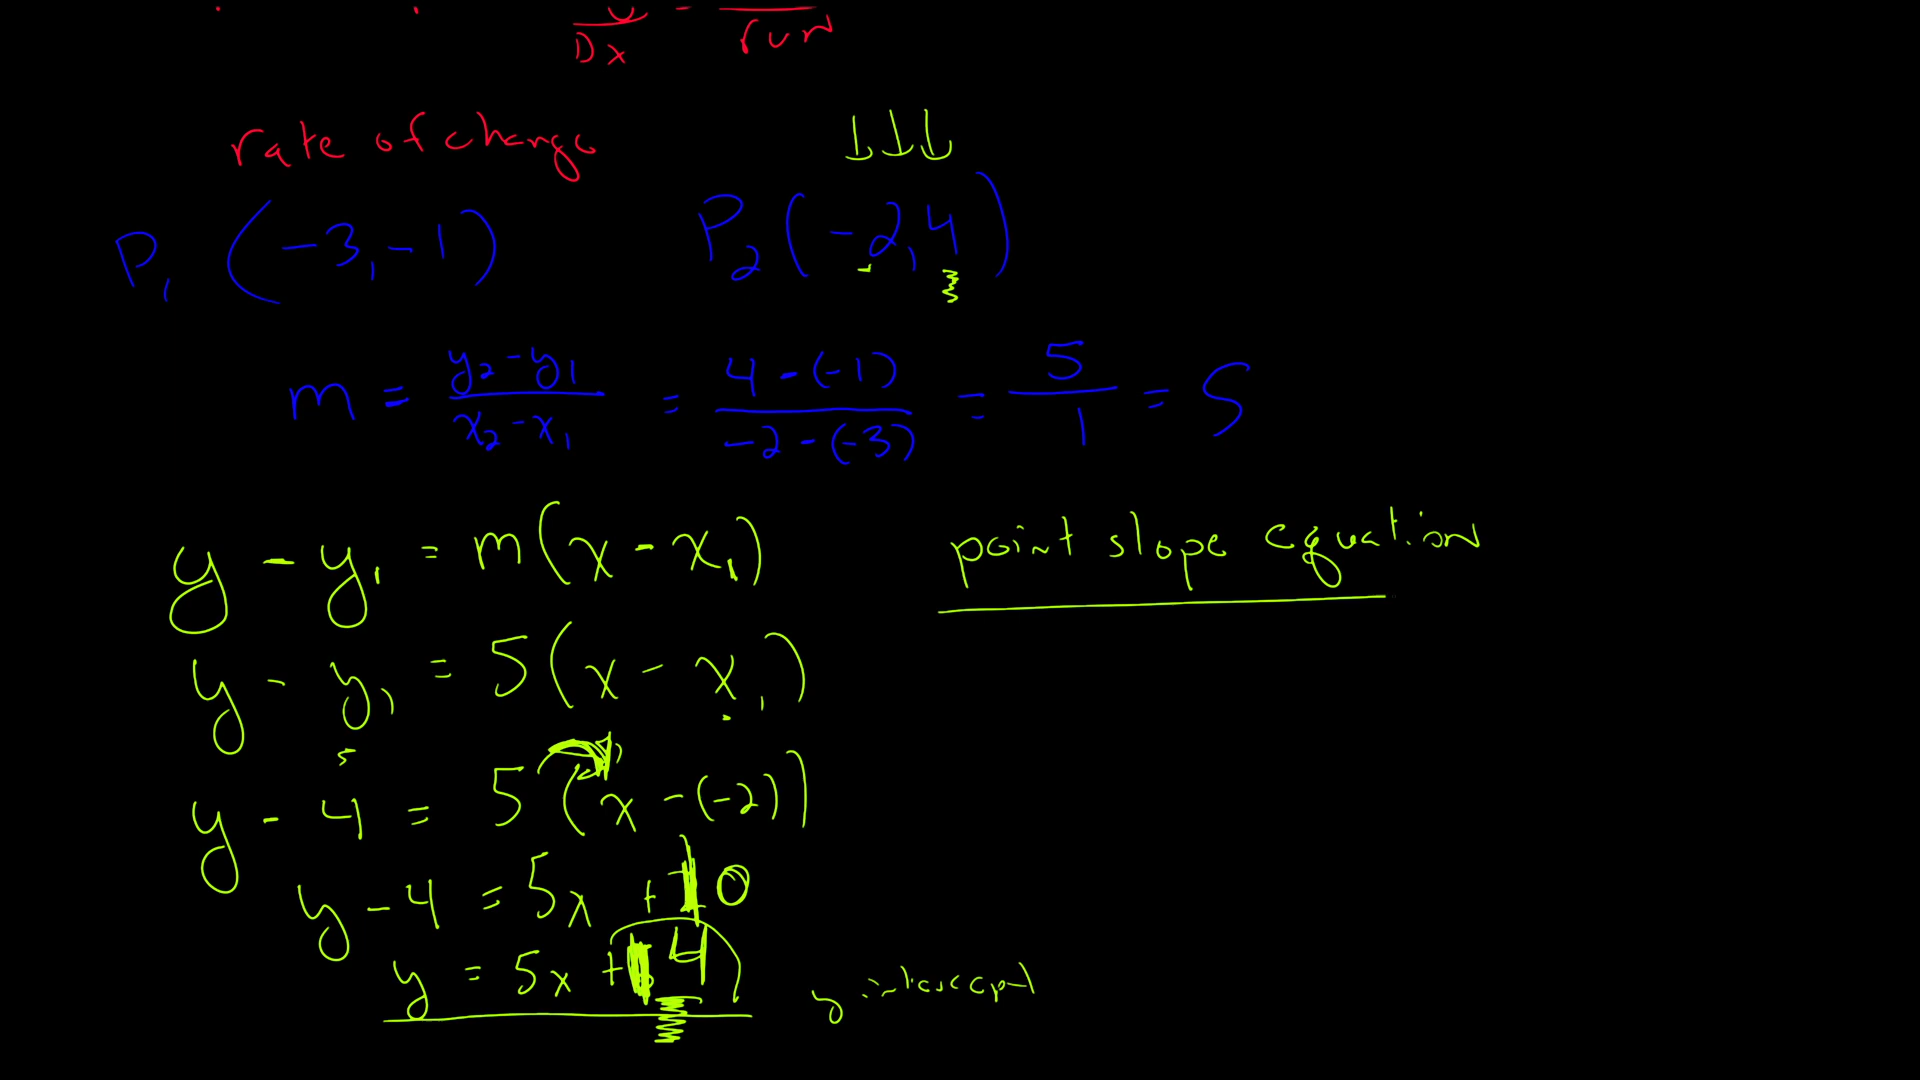 Dx run
rate of change
P1 (-3,-1) P2 (-2,4)
m = y2-y1/x2-x1 = 4-(-1)/-2-(-3) = 5/1 = 5
y - y1 = m(x - x1) point slope equation
y - y1 = 5(x - x1)
y - 4 = 5(x - (-2))
y - 4 = 5x + 10
y = 5x + 14